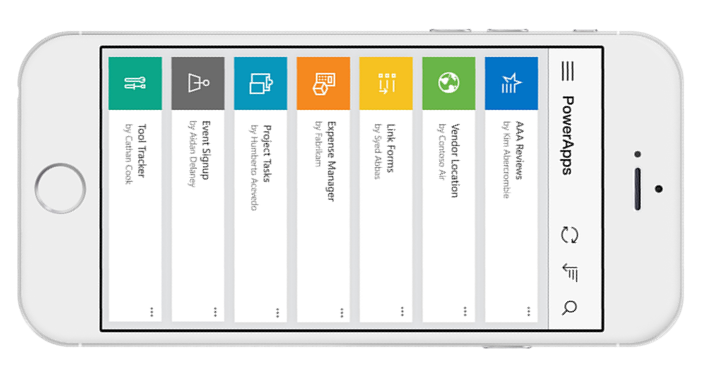 PowerApps
AAA Reviews
by Kim Abercrombie
Vendor Location
by Contoso Air
Link Forms
by Syed Abbas
Expense Manager
by Fabrikam
Project Tasks
by Humberto Acevedo
Event Signup
by Aidan Delaney
Tool Tracker
by Cathan Cook